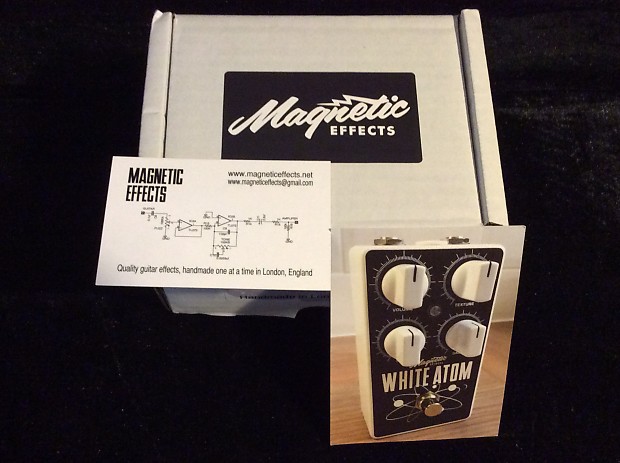 Magnetic
EFFECTS
MAGNETIC
EFFECTS
www.magneticeffects.net
www.magneticeffects@gmail.com
Quality guitar effects, handmade one at a time in London, England
VOLUME
TEXTURE
Magnetic
WHITE ATOM